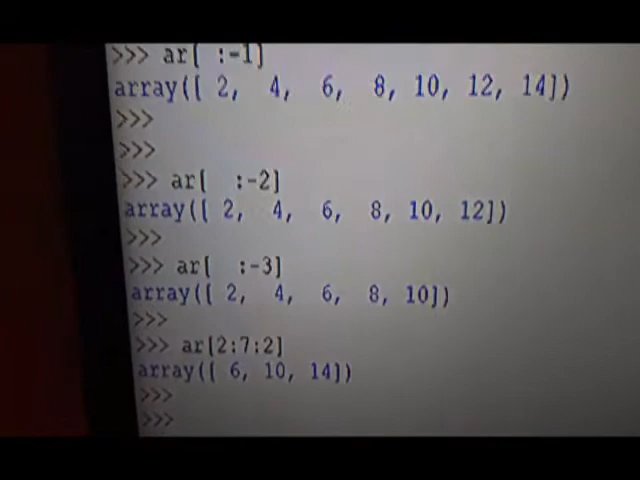 >>> ar[ :-1]
array([ 2, 4, 6, 8, 10, 12, 14])
>>>
>>>
>>> ar[ :-2]
array([ 2, 4, 6, 8, 10, 12])
>>>
>>> ar[ :-3]
array([ 2, 4, 6, 8, 10])
>>>
>>> ar[2:7:2]
array([ 6, 10, 14])
>>>
>>>